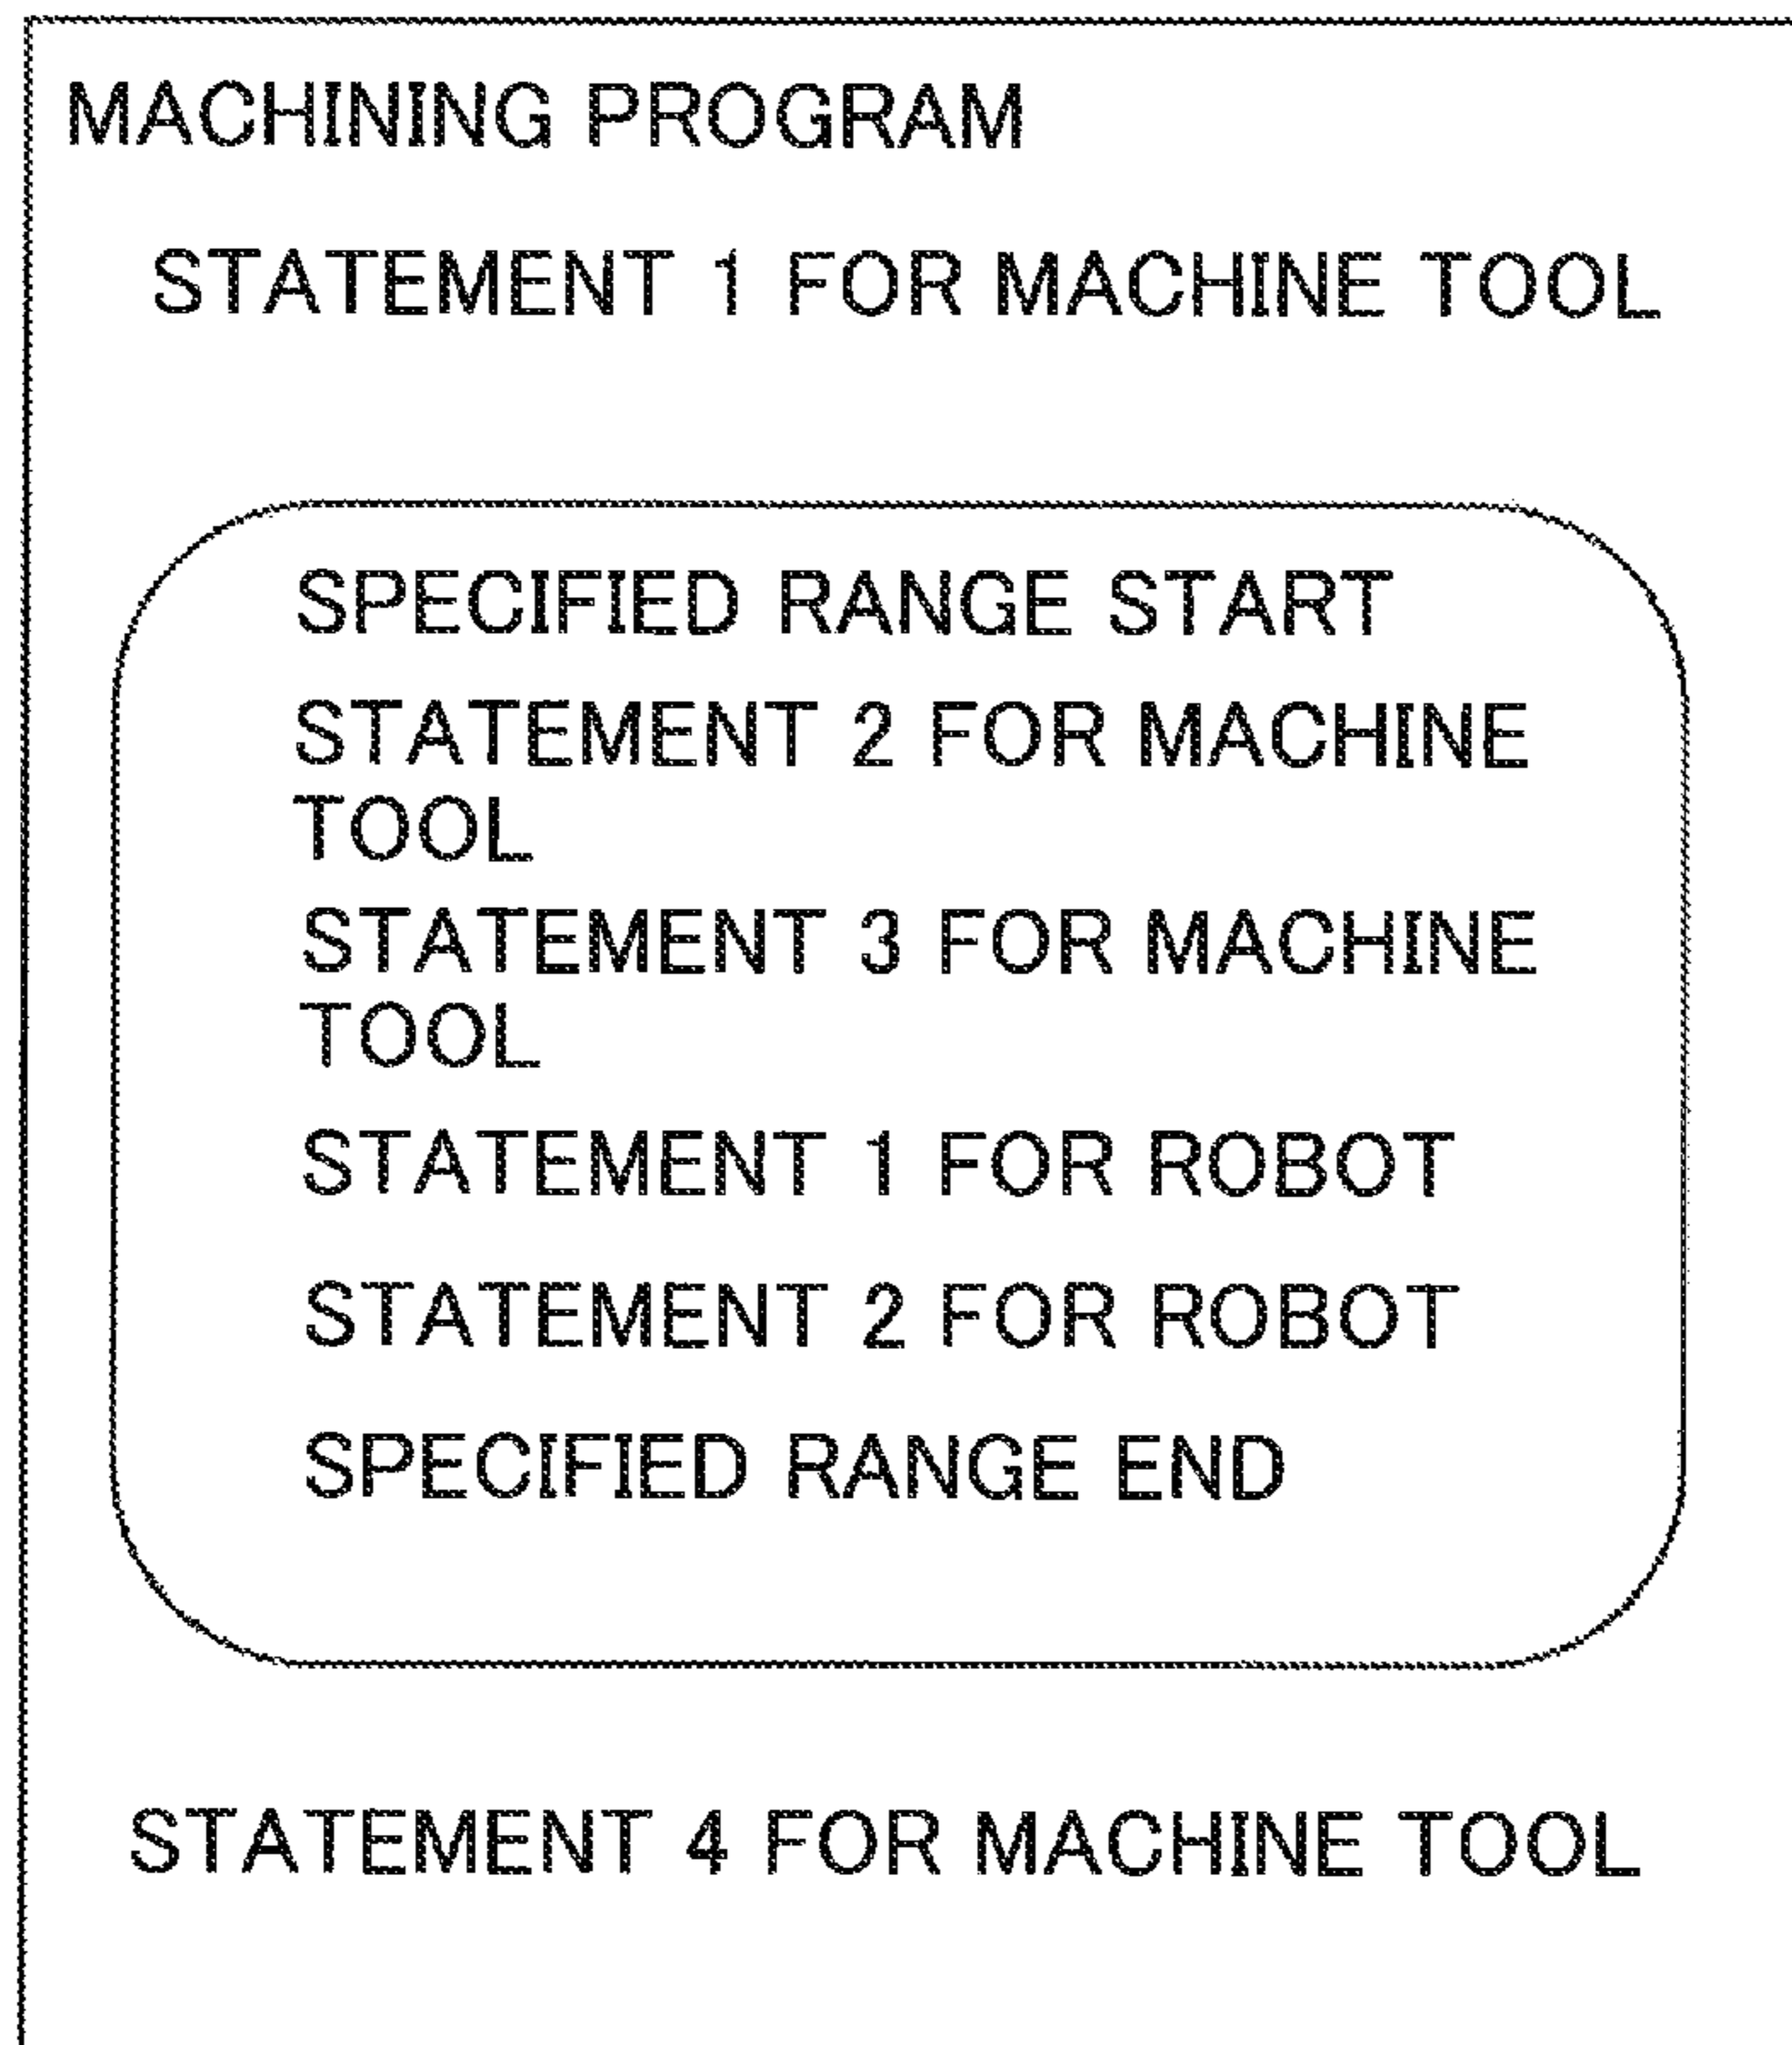 MACHINING PROGRAM
STATEMENT 1 FOR MACHINE TOOL
SPECIFIED RANGE START
STATEMENT 2 FOR MACHINE
TOOL
STATEMENT 3 FOR MACHINE
TOOL
STATEMENT 1 FOR ROBOT
STATEMENT 2 FOR ROBOT
SPECIFIED RANGE END
STATEMENT 4 FOR MACHINE TOOL